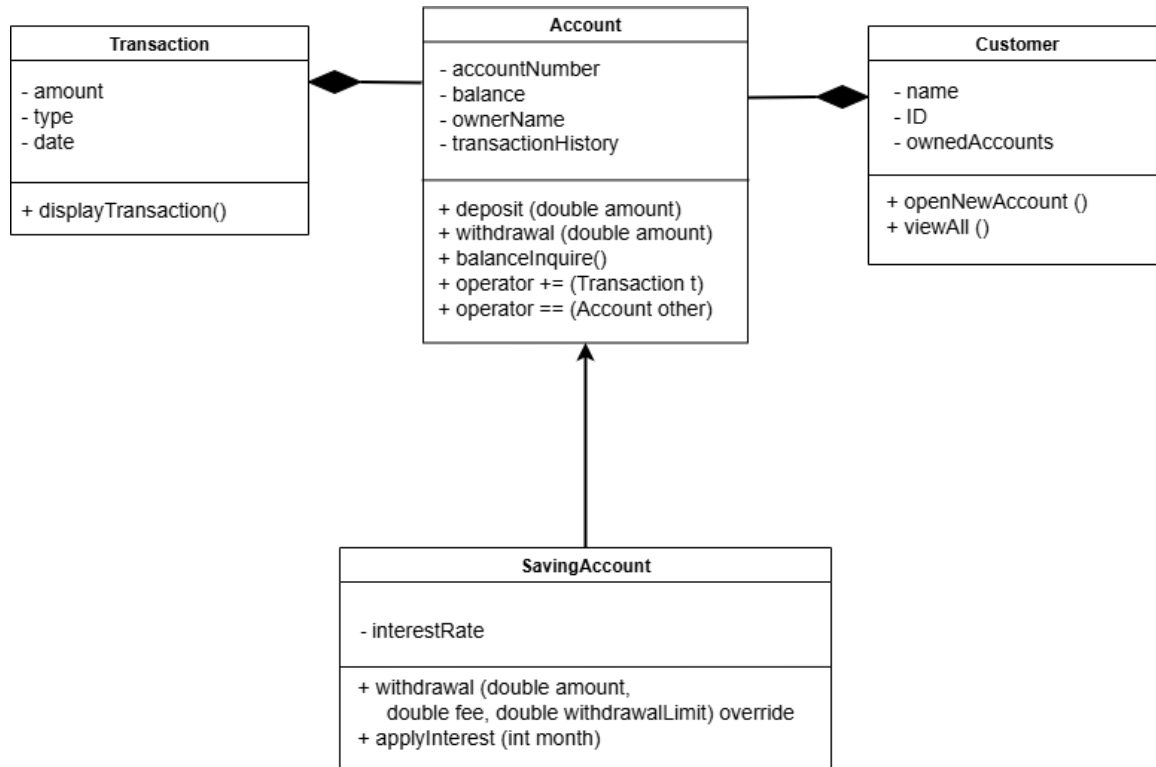 Transaction
- amount
- type
- date
+ displayTransaction()
Account
- accountNumber
- balance
- ownerName
- transactionHistory
+ deposit (double amount)
+ withdrawal (double amount)
+ balanceInquire()
+ operator += (Transaction t)
+ operator == (Account other)
Customer
- name
- ID
- ownedAccounts
+ openNewAccount ()
+ viewAll ()
SavingAccount
- interestRate
+ withdrawal (double amount,
double fee, double withdrawalLimit) override
+ applyInterest (int month)